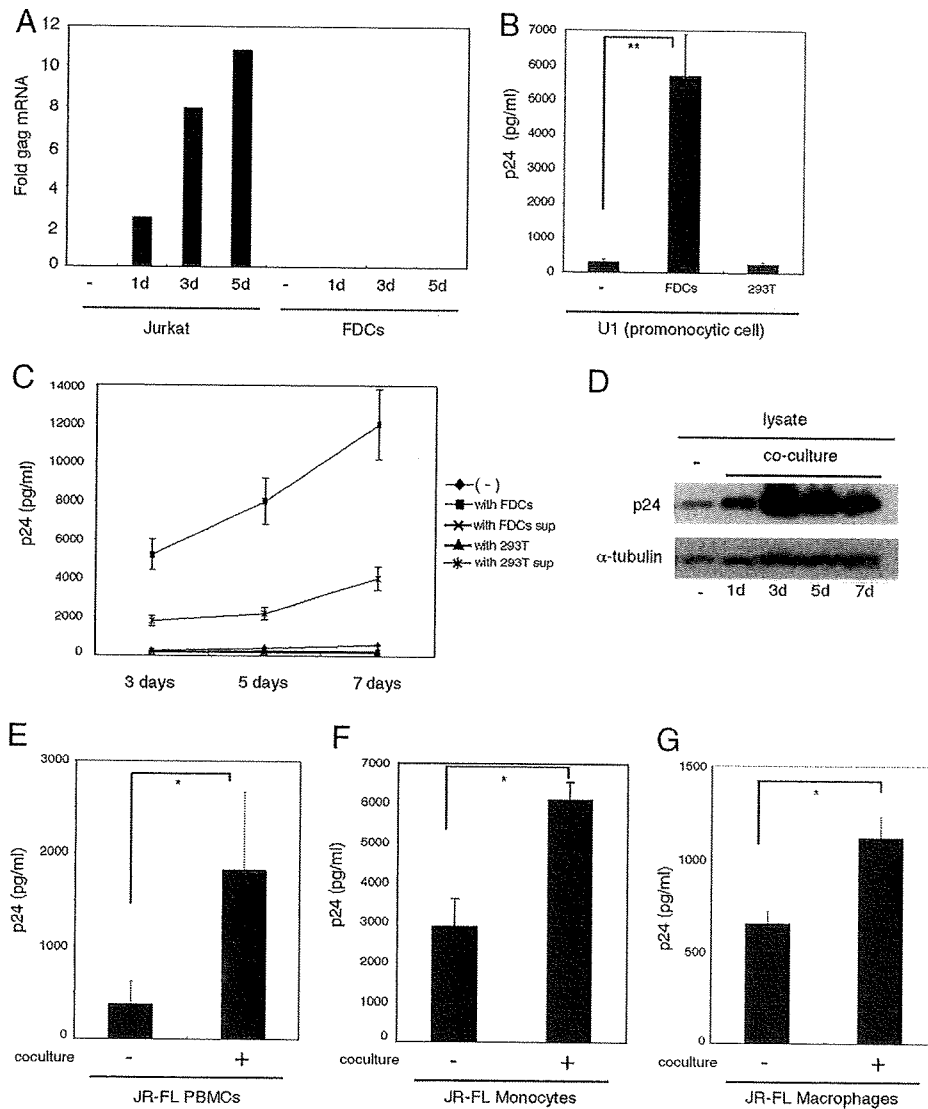 A
Fold gag mRNA
12
10
8
6
4
2
0
- 1d 3d 5d - 1d 3d 5d
Jurkat FDCs
B
p24 (pg/ml)
7000
6000
5000
4000
3000
2000
1000
0
**
- FDCs 293T
U1 (promonocytic cell)
C
p24 (pg/ml)
14000
12000
10000
8000
6000
4000
2000
0
3 days 5 days 7 days
(-)
with FDCs
with FDCs sup
with 293T
with 293T sup
D
lysate
- co-culture
p24
α-tubulin
- 1d 3d 5d 7d
E
p24 (pg/ml)
3000
2000
1000
0
*
coculture - +
JR-FL PBMCs
F
p24 (pg/ml)
7000
6000
5000
4000
3000
2000
1000
0
*
coculture - +
JR-FL Monocytes
G
p24 (pg/ml)
1500
1000
500
0
*
coculture - +
JR-FL Macrophages